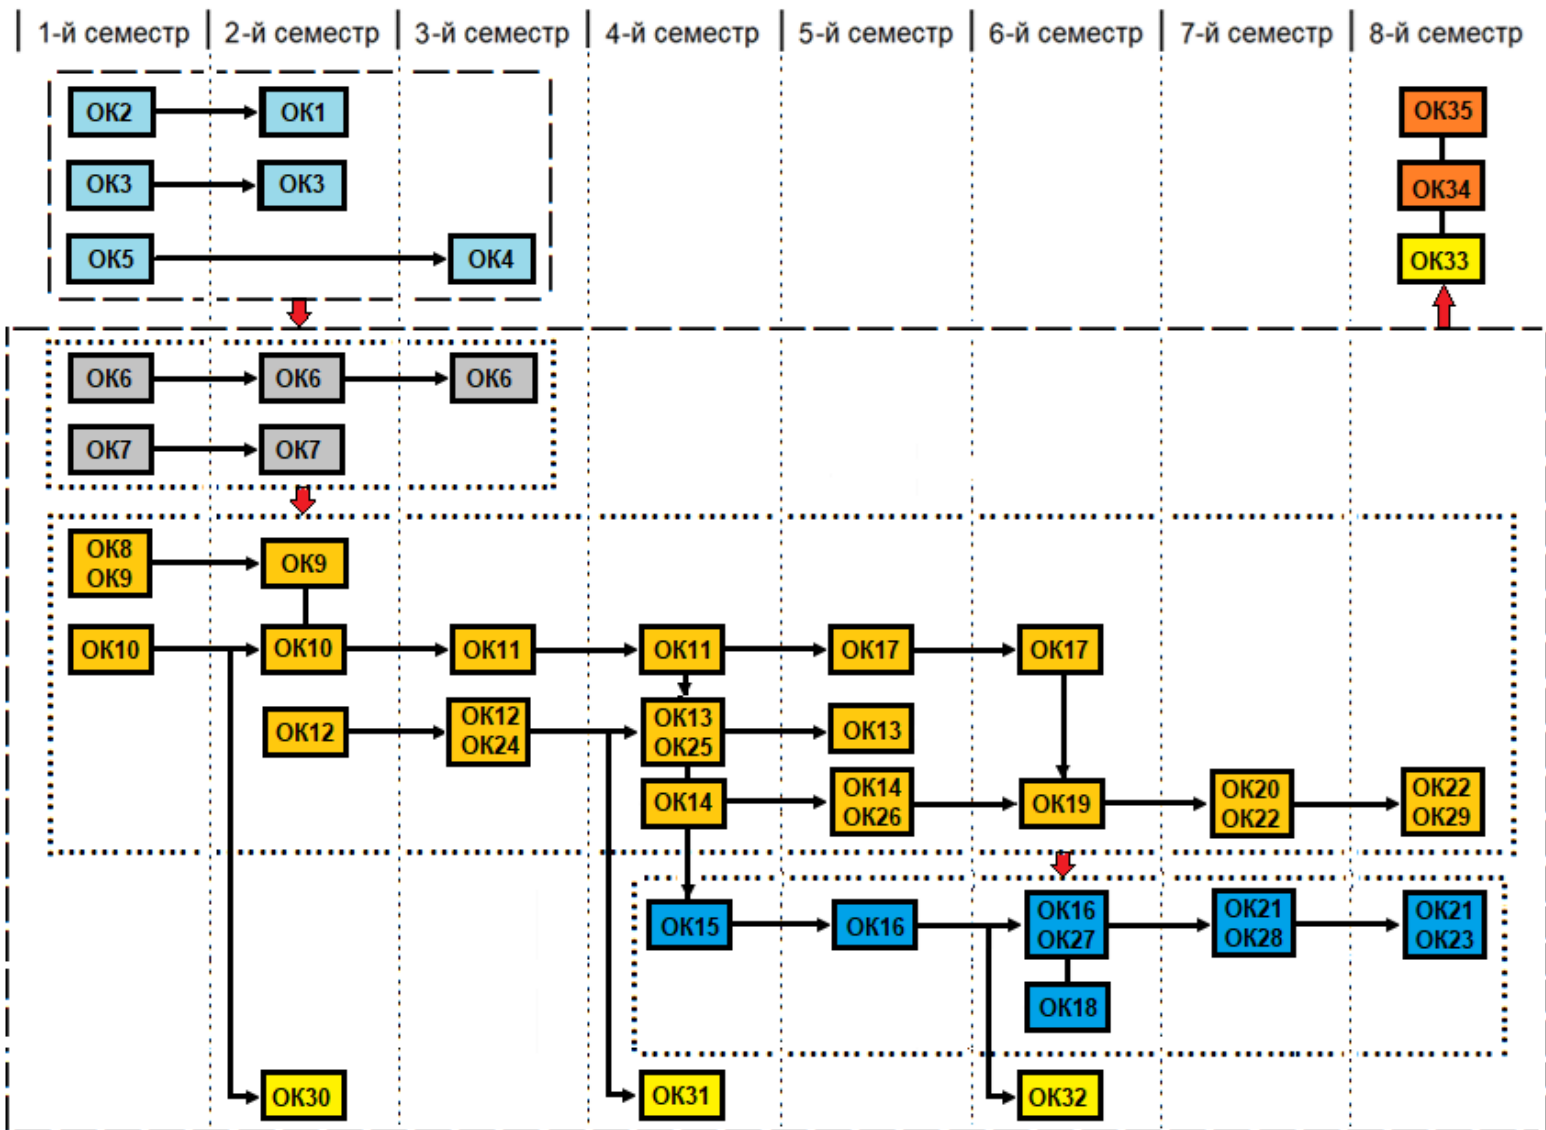 1-й семестр
2-й семестр
3-й семестр
4-й семестр
5-й семестр
6-й семестр
7-й семестр
8-й семестр
ОК2
ОК1
ОК35
ОК3
ОК3
ОК34
ОК5
ОК4
ОК33
ОК6
ОК6
ОК6
ОК7
ОК7
ОК8
ОК9
ОК9
ОК10
ОК10
ОК11
ОК11
ОК17
ОК17
ОК12
ОК12
ОК24
ОК13
ОК25
ОК13
ОК14
ОК14
ОК26
ОК19
ОК20
ОК22
ОК22
ОК29
ОК15
ОК16
ОК16
ОК27
ОК21
ОК28
ОК21
ОК23
ОК18
ОК30
ОК31
ОК32